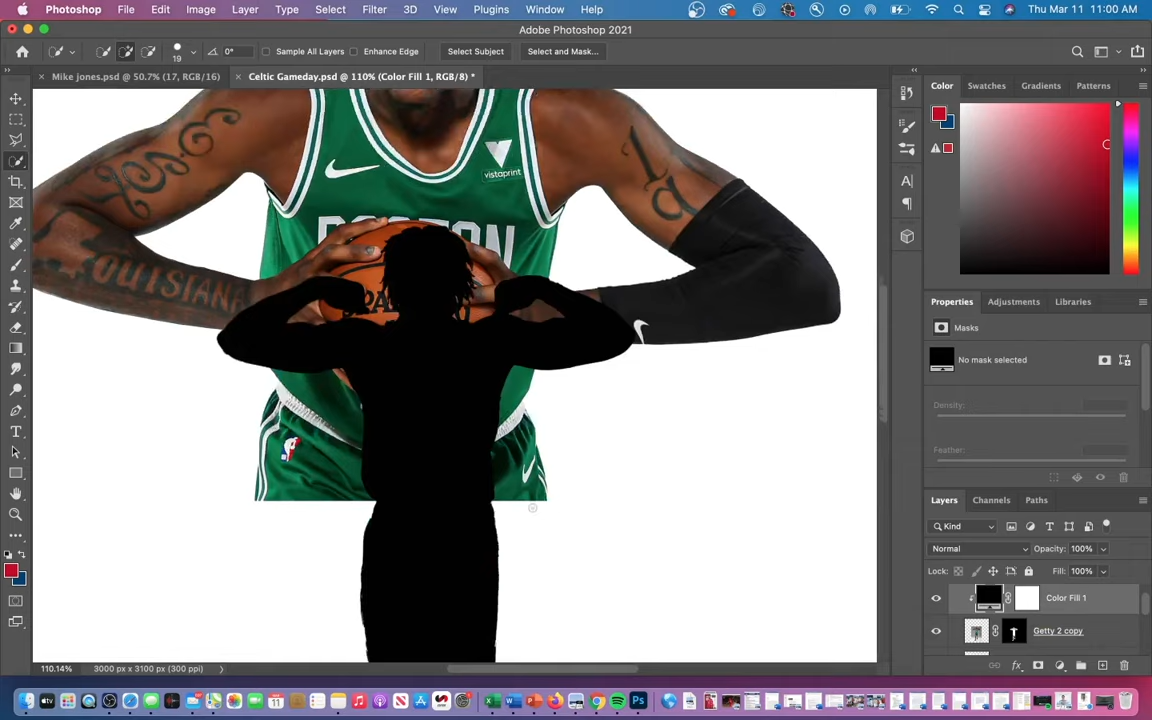 Photoshop File Edit Image Layer Type Select Filter 3D View Plugins Window Help Thu Mar 11 11:00 AM
Adobe Photoshop 2021
19 0° Sample All Layers Enhance Edge Select Subject Select and Mask...
Mike jones.psd @ 50.7% (17, RGB/16) Celtic Gameday.psd @ 110% (Color Fill 1, RGB/8) *
Color Swatches Gradients Patterns
vistaprint
BOSTON
LOUISIANA
Properties Adjustments Libraries
Masks
No mask selected
Density:
Feather:
Layers Channels Paths
Kind
Normal Opacity: 100%
Lock: Fill: 100%
Color Fill 1
Getty 2 copy
110.14% 3000 px x 3100 px (300 ppi)